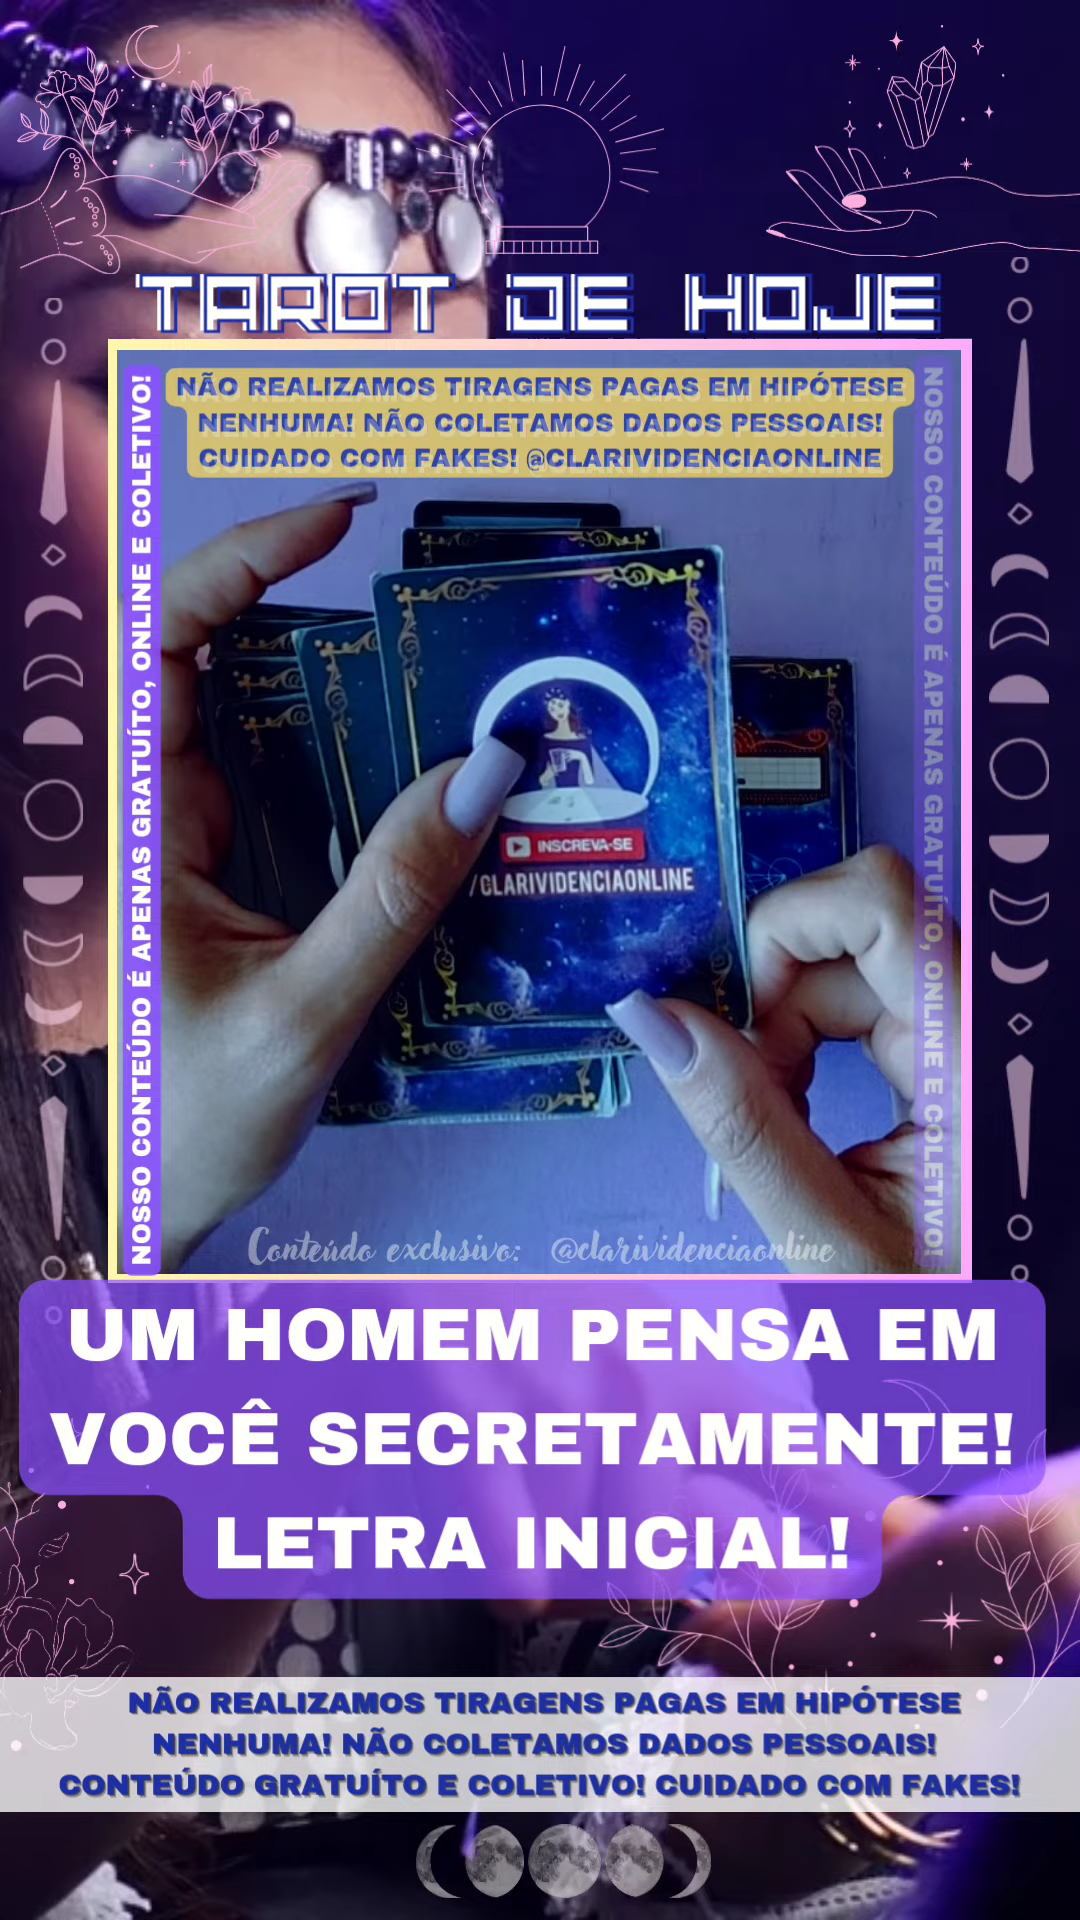 TAROT DE HOJE
NÃO REALIZAMOS TIRAGENS PAGAS EM HIPÓTESE
NENHUMA! NÃO COLETAMOS DADOS PESSOAIS!
CUIDADO COM FAKES! @CLARIVIDENCIAONLINE
NOSSO CONTEÚDO É APENAS GRATUÍTO, ONLINE E COLETIVO!
NOSSO CONTEÚDO É APENAS GRATUÍTO, ONLINE E COLETIVO!
INSCREVA-SE
/CLARIVIDENCIAONLINE
Conteúdo exclusivo: @clarividenciaonline
UM HOMEM PENSA EM
VOCÊ SECRETAMENTE!
LETRA INICIAL!
NÃO REALIZAMOS TIRAGENS PAGAS EM HIPÓTESE
NENHUMA! NÃO COLETAMOS DADOS PESSOAIS!
CONTEÚDO GRATUÍTO E COLETIVO! CUIDADO COM FAKES!